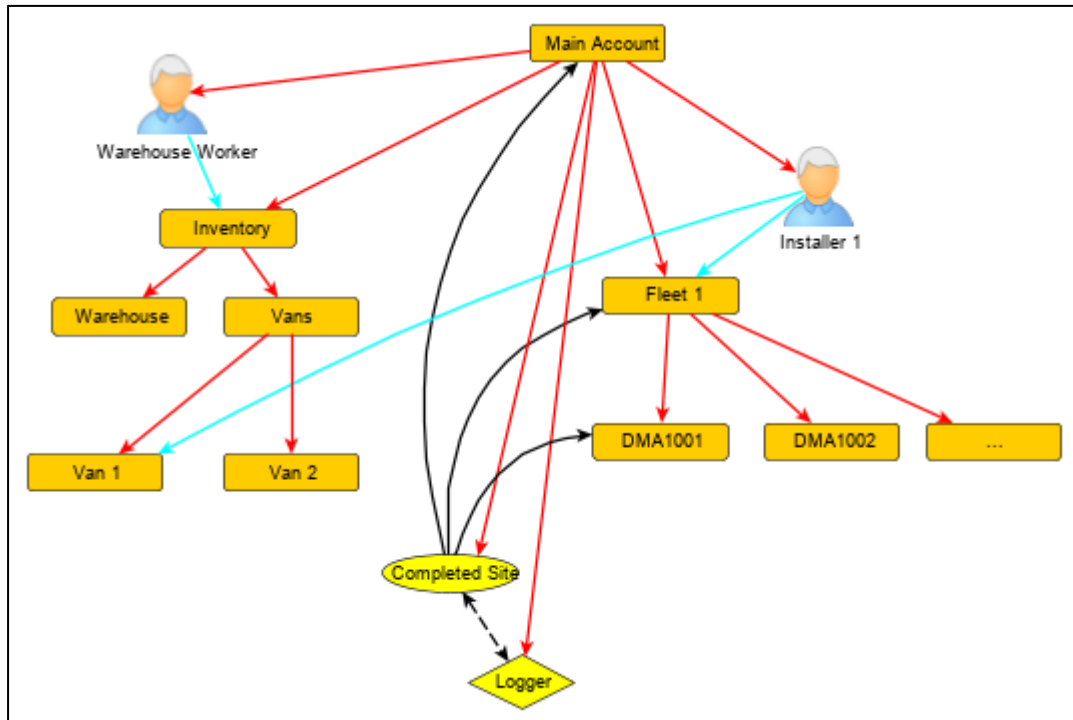 Main Account
Warehouse Worker
Installer 1
Inventory
Fleet 1
Warehouse
Vans
DMA1001
DMA1002
...
Van 1
Van 2
Completed Site
Logger